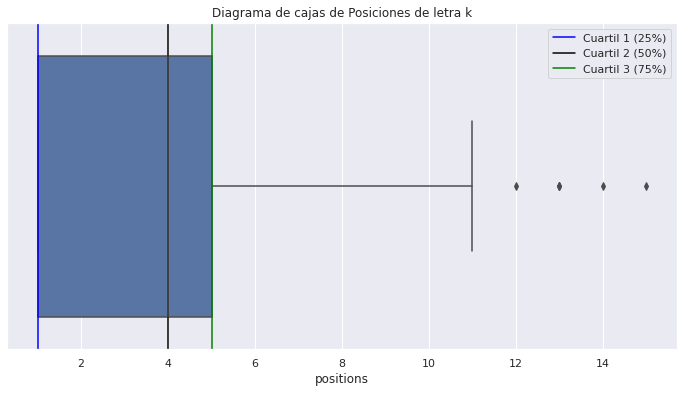 Diagrama de cajas de Posiciones de letra k
Cuartil 1 (25%)
Cuartil 2 (50%)
Cuartil 3 (75%)
2 4 6 8 10 12 14
positions